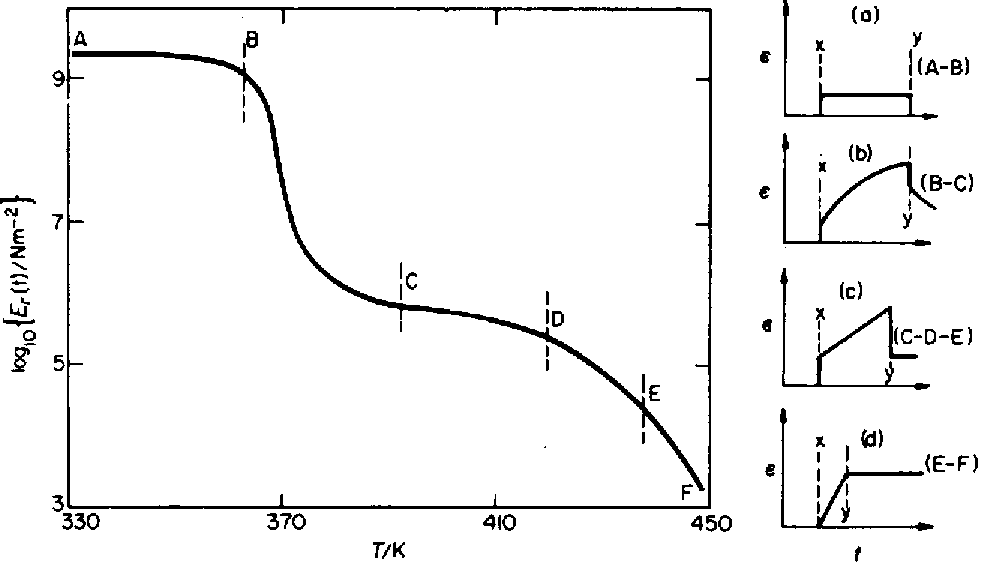 A
B
C
D
E
F
9
7
5
3
330
370
410
450
T/K
log10{Er(t)/Nm−2}
(a)
x
y
(A-B)
ε
(b)
x
y
(B-C)
ε
(c)
x
y
(C-D-E)
ε
(d)
x
y
(E-F)
ε
t